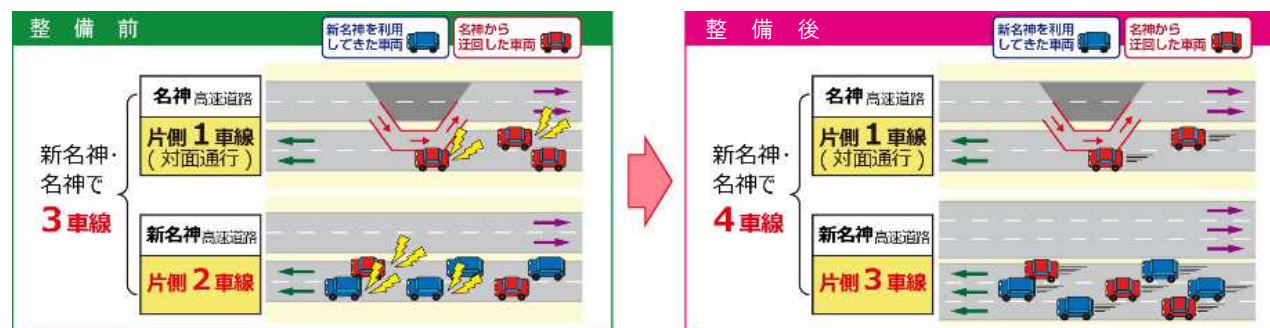 整備前
新名神を利用
してきた車両
名神から
迂回した車両
新名神・
名神で
3車線
名神高速道路
片側1車線
(対面通行)
新名神高速道路
片側2車線
整備後
新名神を利用
してきた車両
名神から
迂回した車両
新名神・
名神で
4車線
名神高速道路
片側1車線
(対面通行)
新名神高速道路
片側3車線